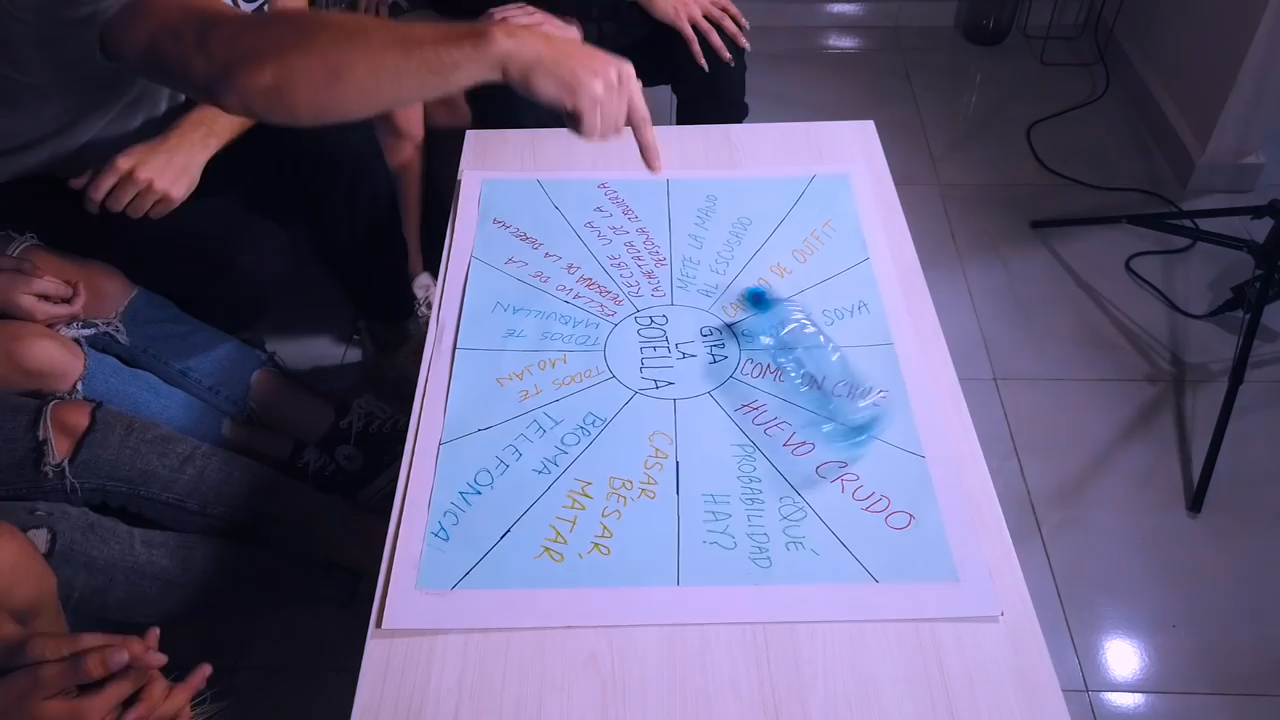 GIRA
LA
BOTELLA
METE LA MANO
AL ESCUSADO
DE OUTFIT
SOYA
COME UN CHILE
HUEVO CRUDO
¿QUÉ
PROBABILIDAD
HAY?
CASAR
BESAR,
MATAR
BROMA
TELEFÓNICA
TODOS TE
MOJAN
TODOS TE
MAQUILLAN
ESCLAVO DE LA
PERSONA DE LA DERECHA
RECIBE UNA
CACHETADA DE LA
PERSONA IZQUIERDA